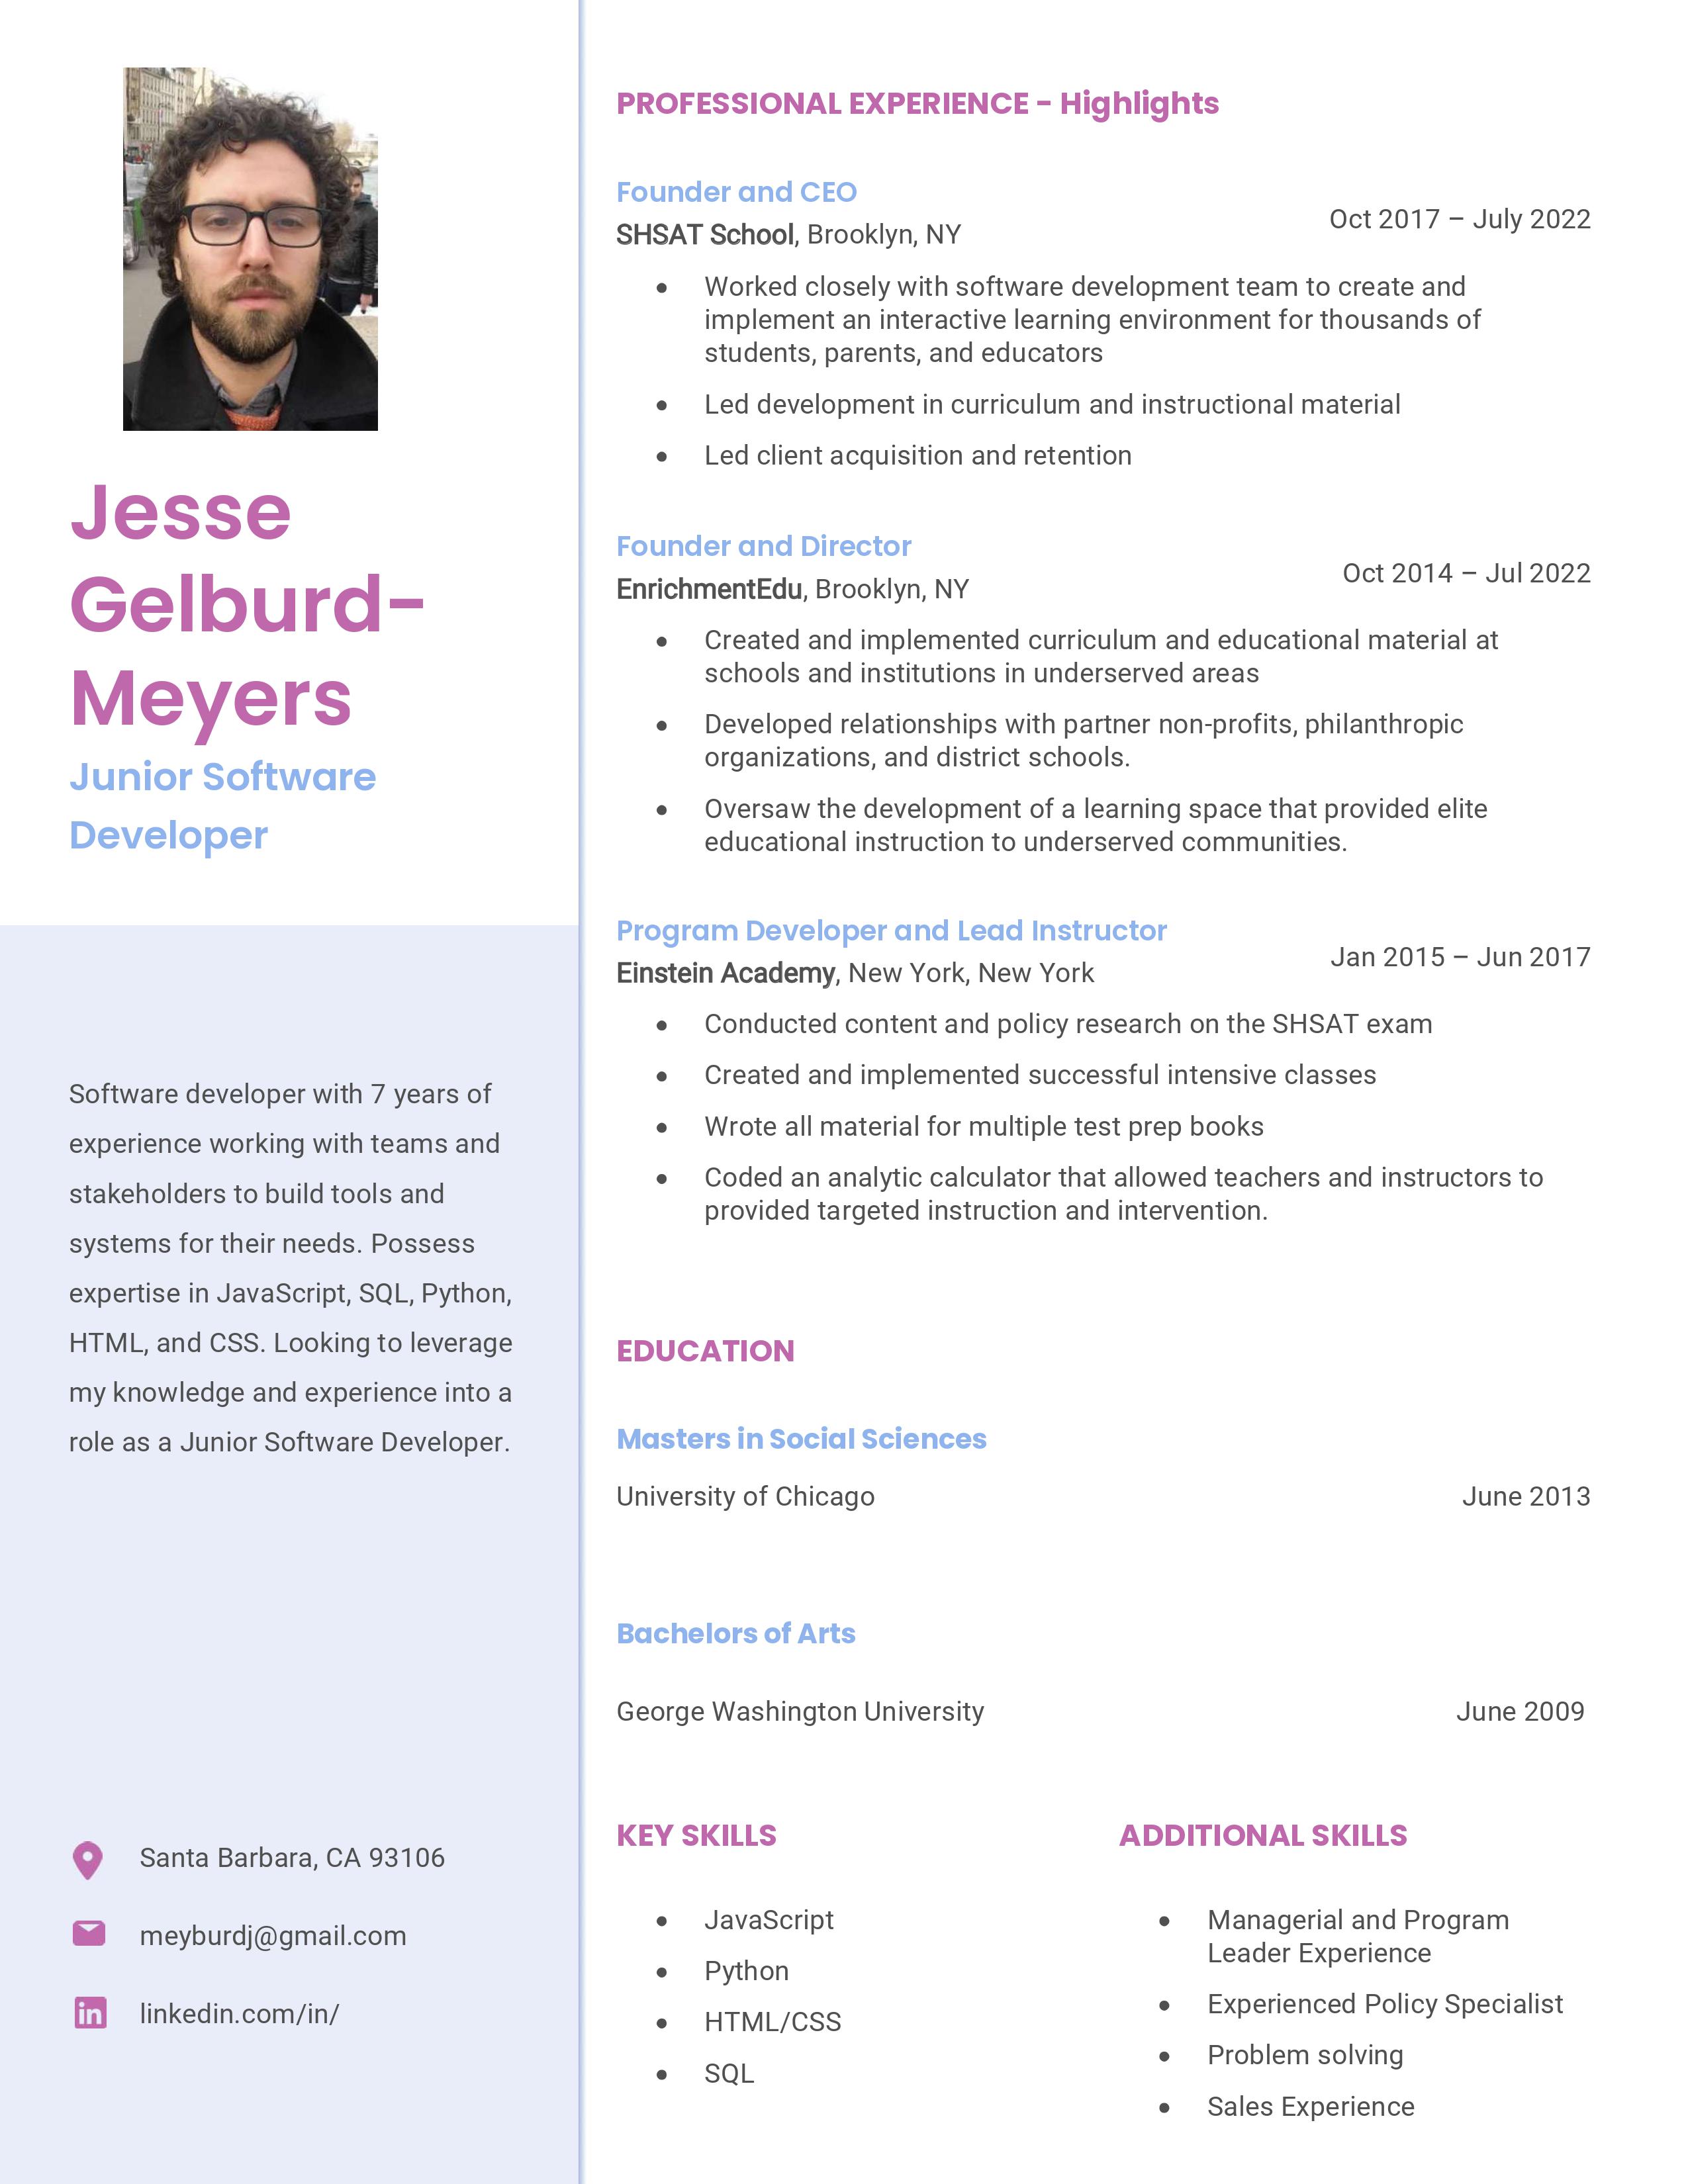 Jesse
Gelburd-
Meyers
Junior Software
Developer
Software developer with 7 years of
experience working with teams and
stakeholders to build tools and
systems for their needs. Possess
expertise in JavaScript, SQL, Python,
HTML, and CSS. Looking to leverage
my knowledge and experience into a
role as a Junior Software Developer.
Santa Barbara, CA 93106
meyburdj@gmail.com
linkedin.com/in/
PROFESSIONAL EXPERIENCE - Highlights
Founder and CEO
SHSAT School, Brooklyn, NY
Oct 2017 – July 2022
• Worked closely with software development team to create and
implement an interactive learning environment for thousands of
students, parents, and educators
• Led development in curriculum and instructional material
• Led client acquisition and retention
Founder and Director
EnrichmentEdu, Brooklyn, NY
Oct 2014 – Jul 2022
• Created and implemented curriculum and educational material at
schools and institutions in underserved areas
• Developed relationships with partner non-profits, philanthropic
organizations, and district schools.
• Oversaw the development of a learning space that provided elite
educational instruction to underserved communities.
Program Developer and Lead Instructor
Einstein Academy, New York, New York
Jan 2015 – Jun 2017
• Conducted content and policy research on the SHSAT exam
• Created and implemented successful intensive classes
• Wrote all material for multiple test prep books
• Coded an analytic calculator that allowed teachers and instructors to
provided targeted instruction and intervention.
EDUCATION
Masters in Social Sciences
University of Chicago June 2013
Bachelors of Arts
George Washington University June 2009
KEY SKILLS
• JavaScript
• Python
• HTML/CSS
• SQL
ADDITIONAL SKILLS
• Managerial and Program
Leader Experience
• Experienced Policy Specialist
• Problem solving
• Sales Experience